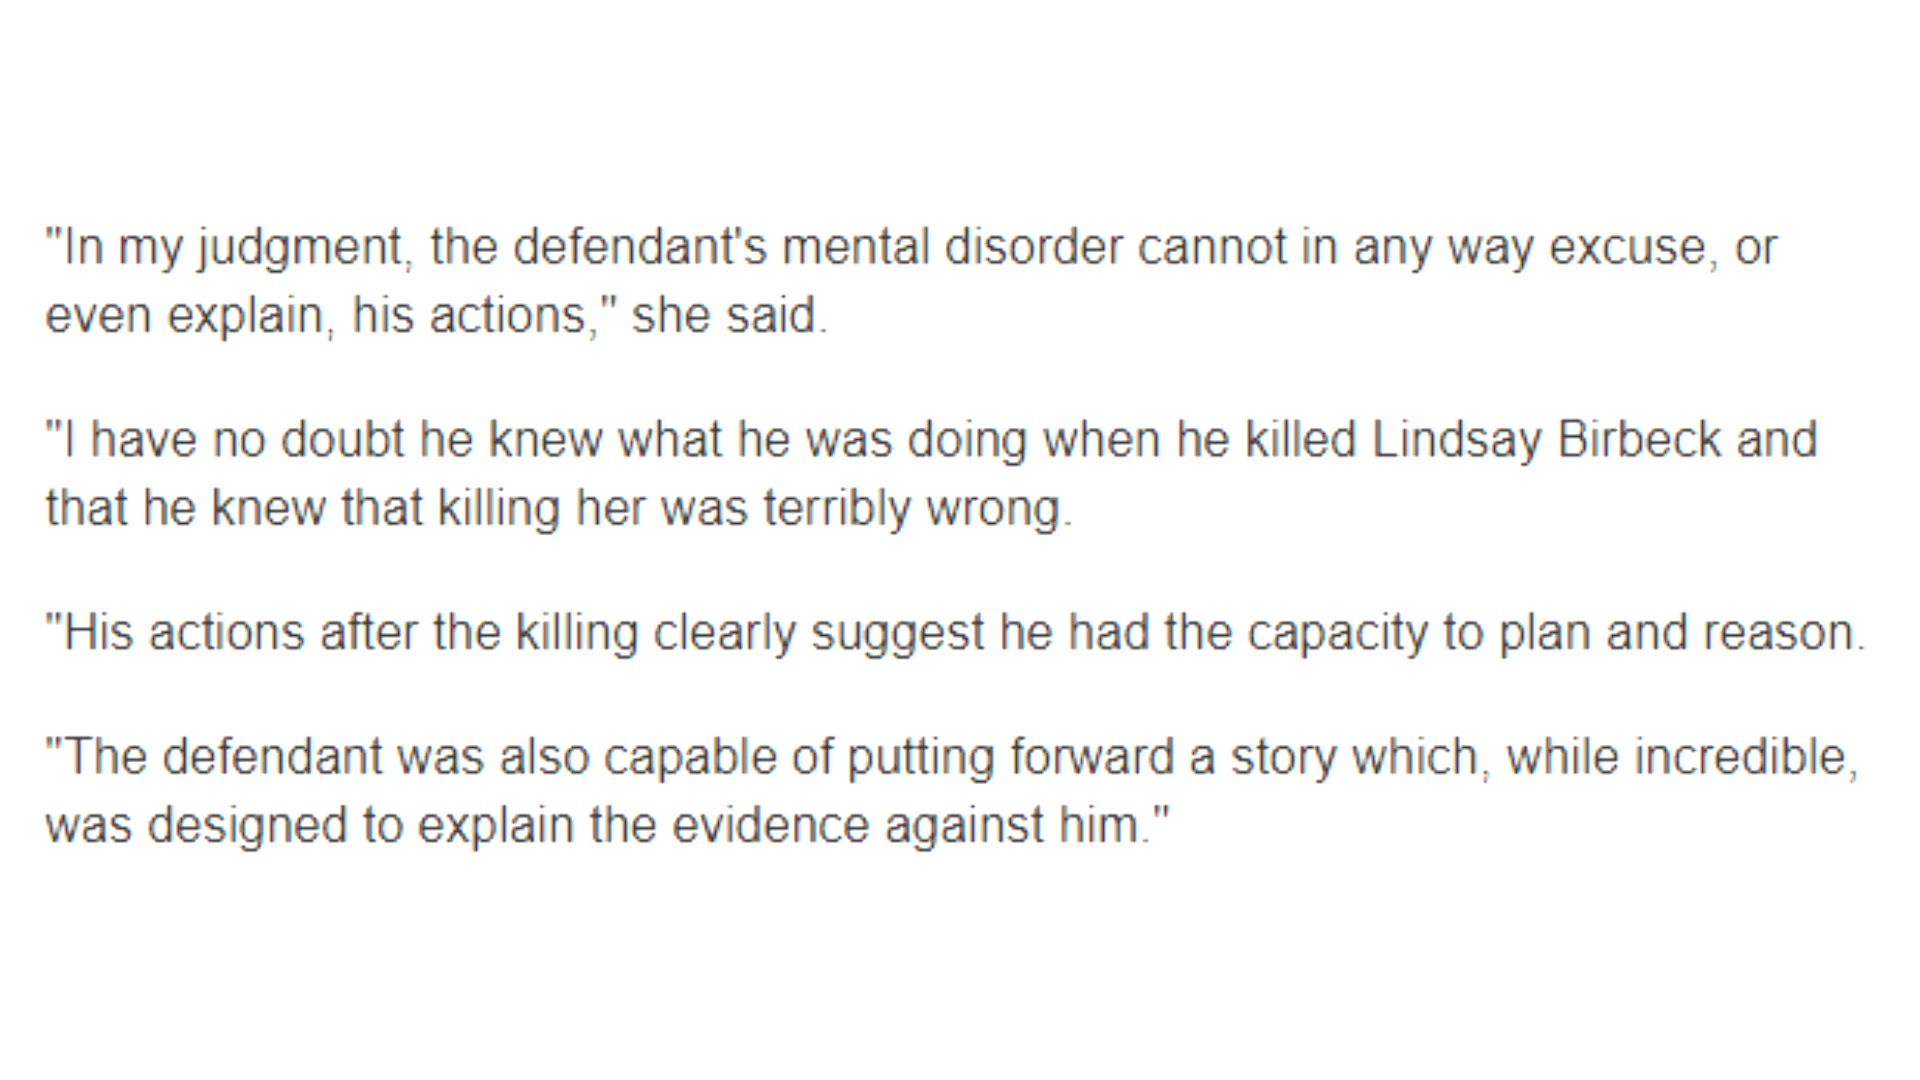 "In my judgment, the defendant's mental disorder cannot in any way excuse, or
even explain, his actions," she said.
"I have no doubt he knew what he was doing when he killed Lindsay Birbeck and
that he knew that killing her was terribly wrong.
"His actions after the killing clearly suggest he had the capacity to plan and reason.
"The defendant was also capable of putting forward a story which, while incredible,
was designed to explain the evidence against him."